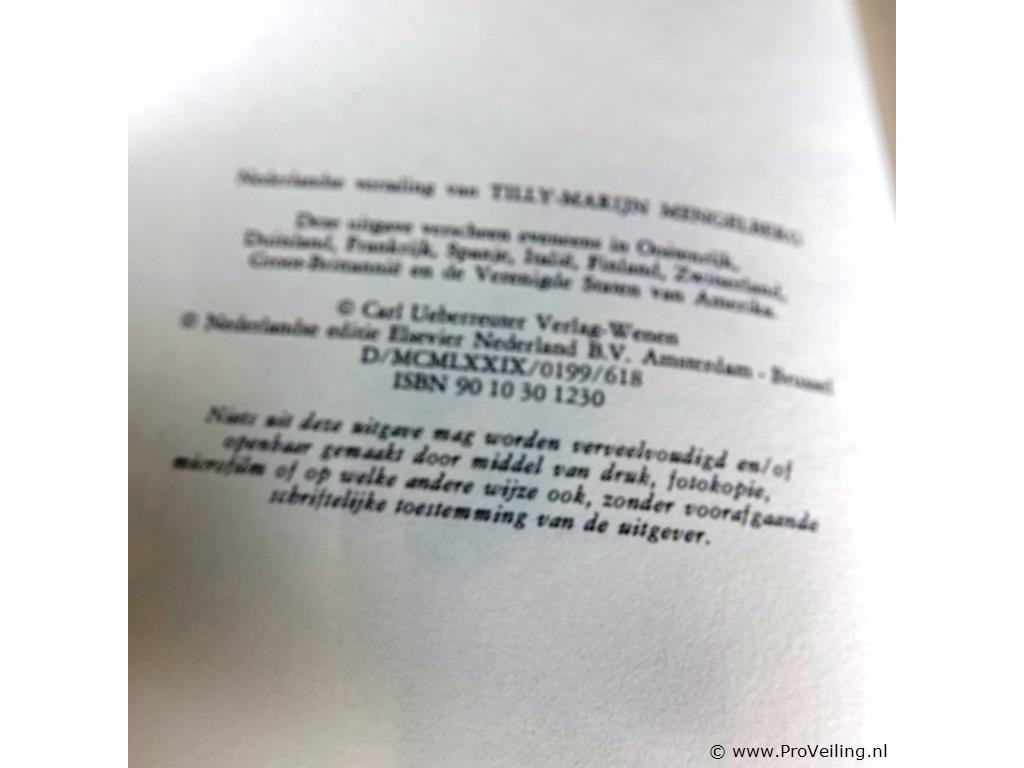 Nederlandse vertaling van TILLY-MARIJN MENGELBERG
Deze uitgave verscheen eveneens in Oostenrijk,
Duitsland, Frankrijk, Spanje, Italië, Finland, Zwitserland,
Groot-Britannië en de Verenigde Staten van Amerika.
© Carl Ueberreuter Verlag-Wenen
© Nederlandse editie Elsevier Nederland B.V. Amsterdam - Brussel
D/MCMLXXIX/0199/618
ISBN 90 10 30 1230
Niets uit deze uitgave mag worden verveelvoudigd en/of
openbaar gemaakt door middel van druk, fotokopie,
microfilm of op welke andere wijze ook, zonder voorafgaande
schriftelijke toestemming van de uitgever.
© www.ProVeiling.nl